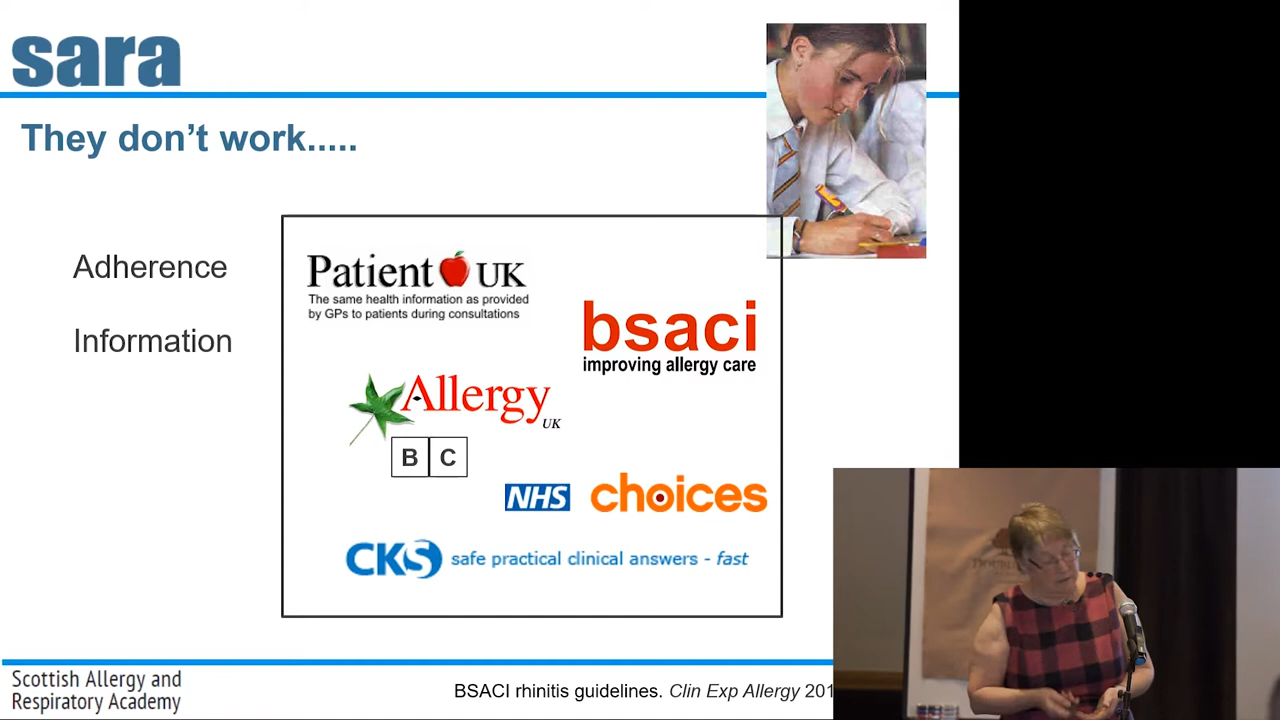 sara
They don't work.....
Adherence
Information
Patient UK
The same health information as provided
by GPs to patients during consultations
bsaci
improving allergy care
Allergy
UK
B C
NHS choices
CKS safe practical clinical answers - fast
Scottish Allergy and
Respiratory Academy
BSACI rhinitis guidelines. Clin Exp Allergy 201